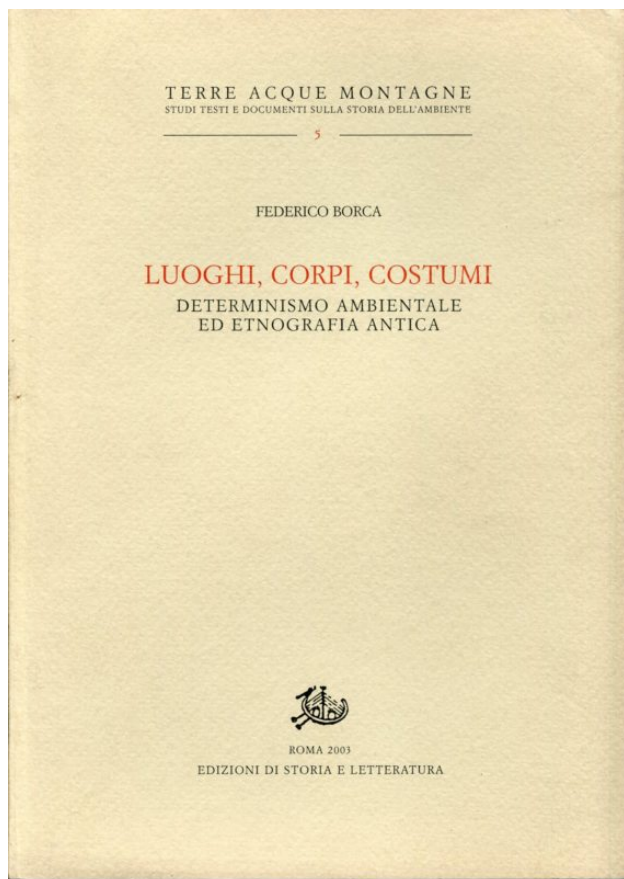 TERRE ACQUE MONTAGNE
STUDI TESTI E DOCUMENTI SULLA STORIA DELL'AMBIENTE
5
FEDERICO BORCA
LUOGHI, CORPI, COSTUMI
DETERMINISMO AMBIENTALE
ED ETNOGRAFIA ANTICA
ROMA 2003
EDIZIONI DI STORIA E LETTERATURA